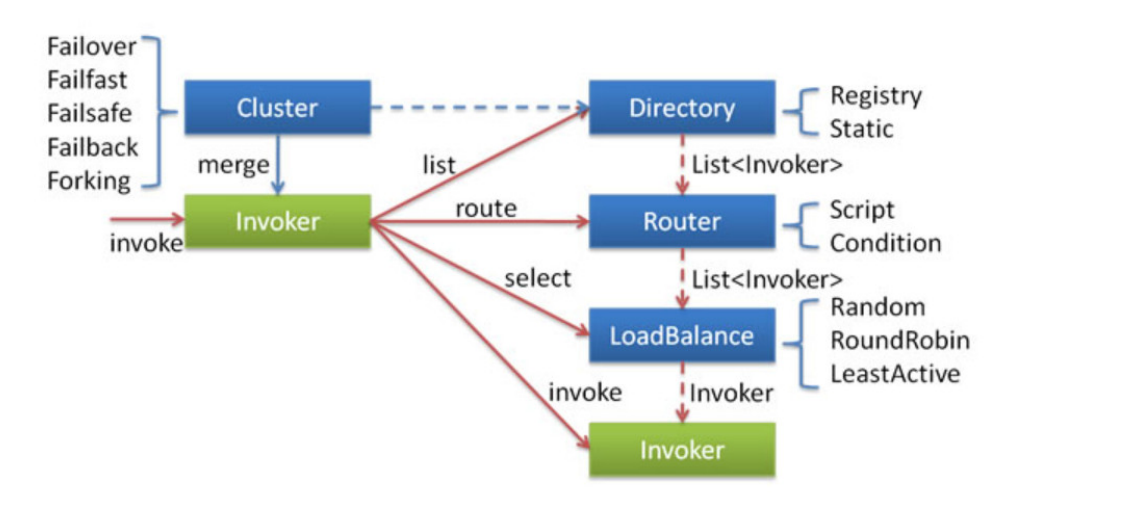 Failover
Failfast
Failsafe
Failback
Forking
Cluster
merge
invoke
Invoker
list
route
select
invoke
Directory
Registry
Static
List<Invoker>
Router
Script
Condition
List<Invoker>
LoadBalance
Random
RoundRobin
LeastActive
Invoker
Invoker